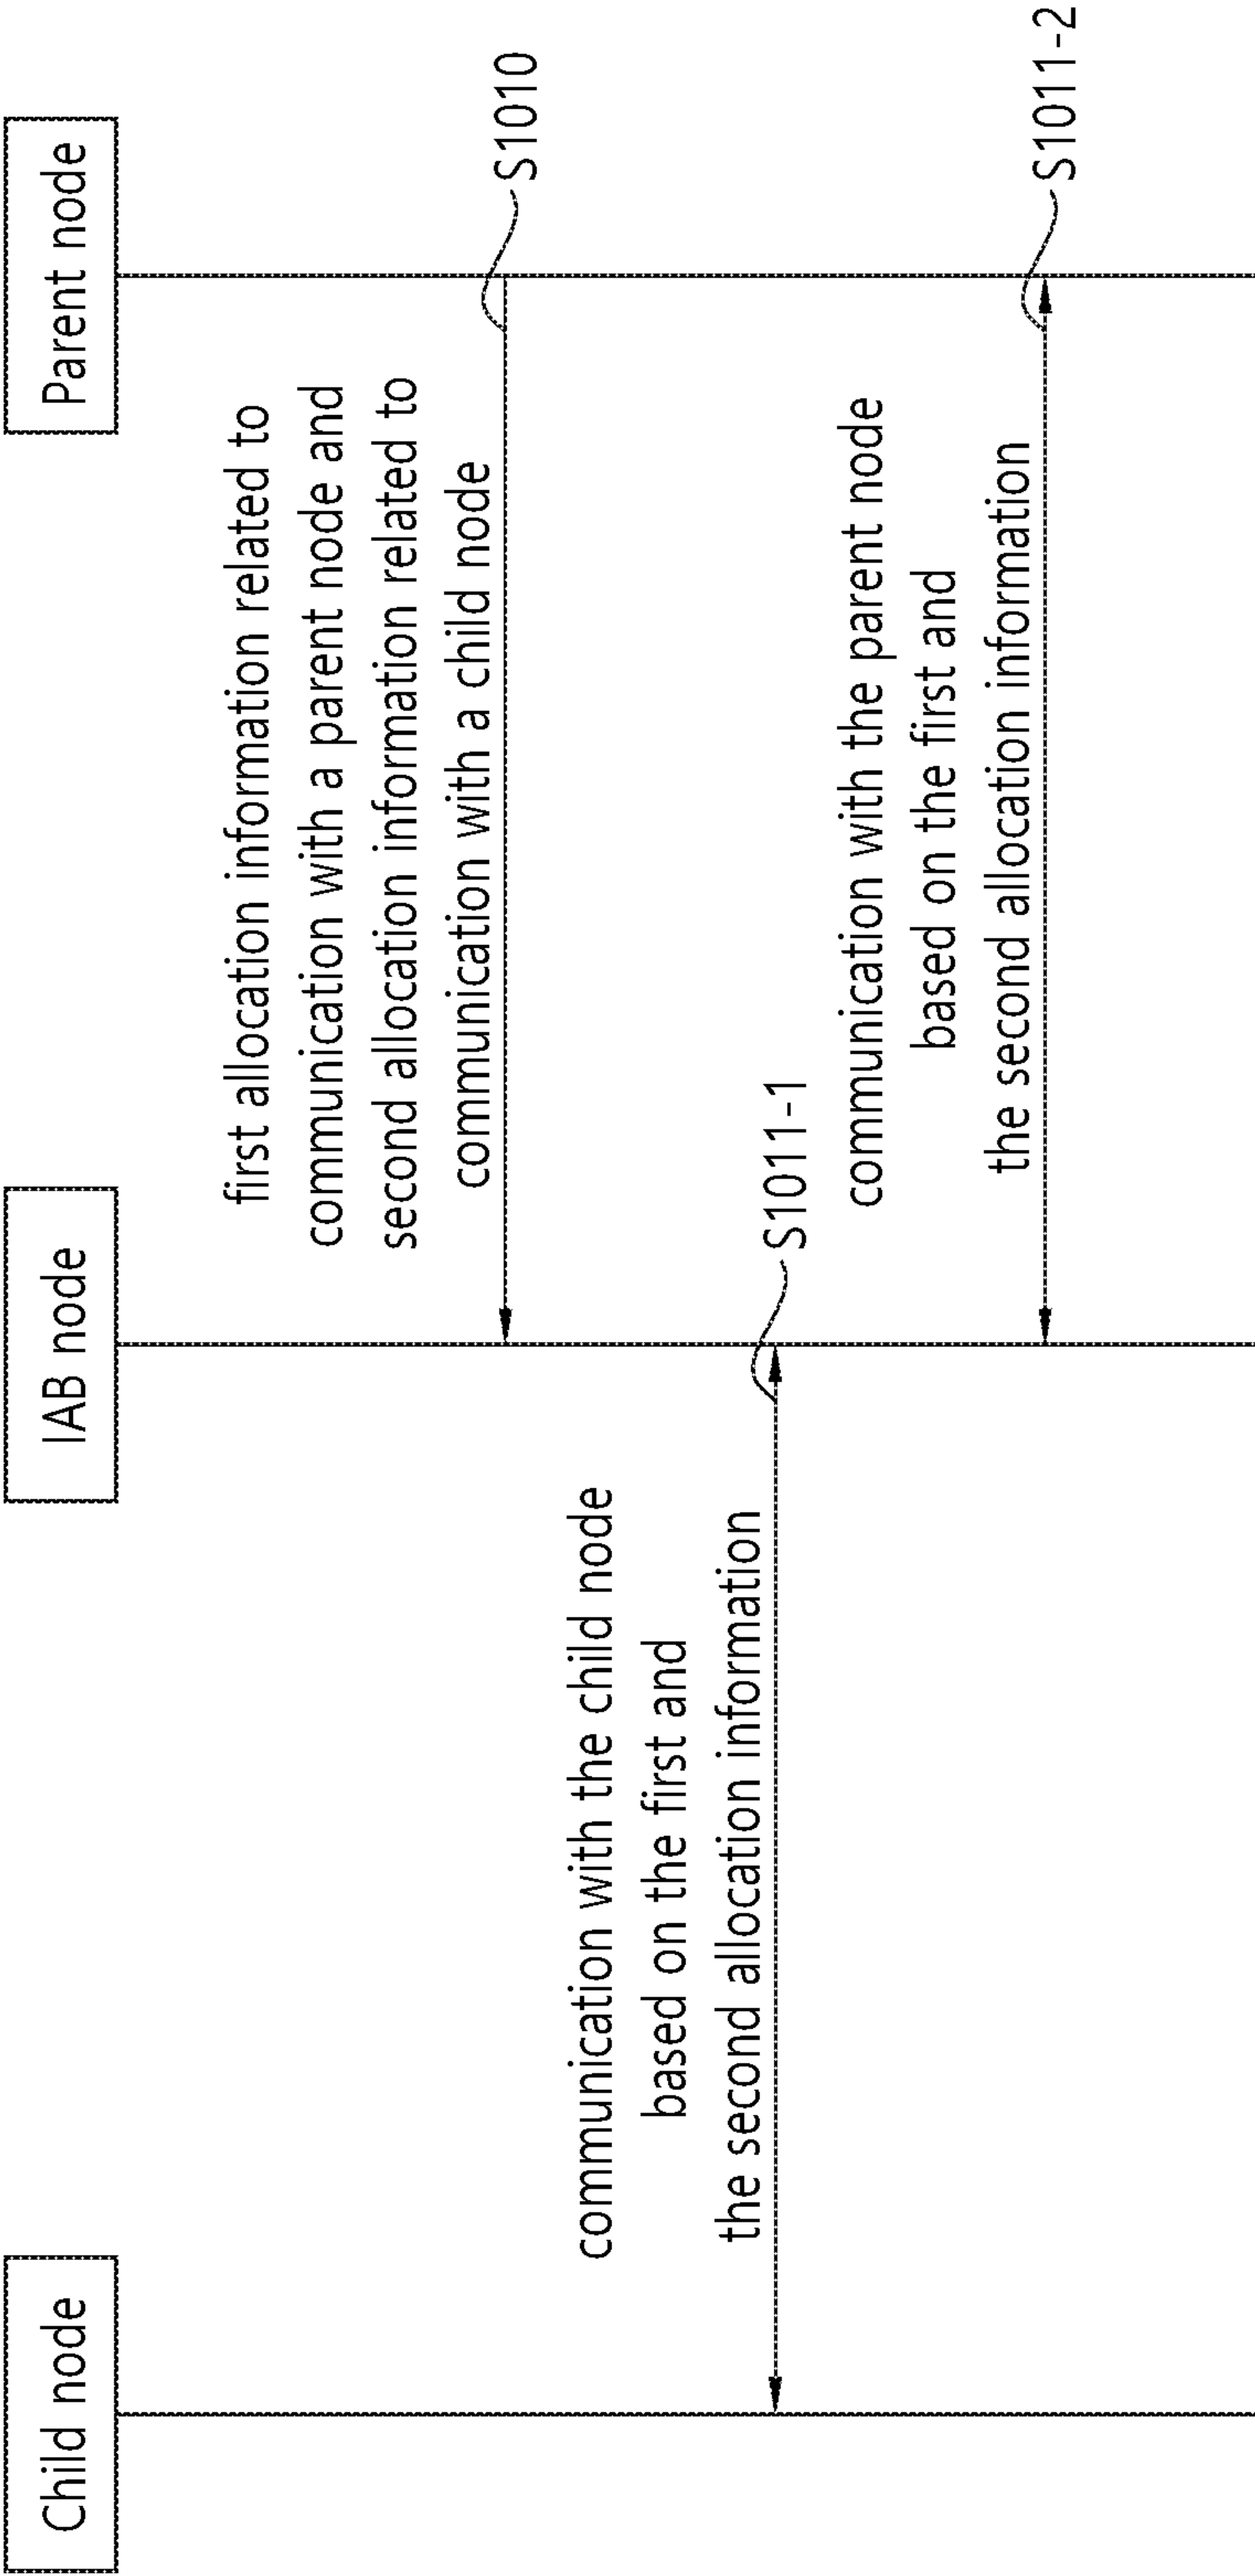 Child node
IAB node
Parent node
first allocation information related to
communication with a parent node and
second allocation information related to
communication with a child node
S1010
communication with the child node
based on the first and
the second allocation information
S1011-1
communication with the parent node
based on the first and
the second allocation information
S1011-2